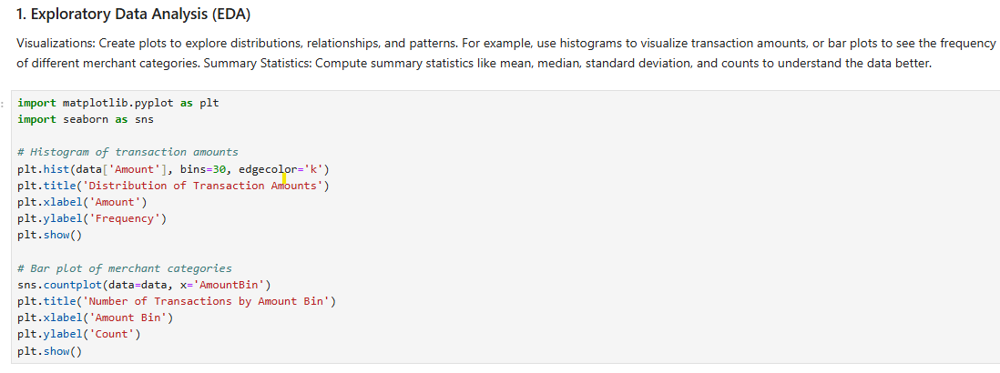 1. Exploratory Data Analysis (EDA)
Visualizations: Create plots to explore distributions, relationships, and patterns. For example, use histograms to visualize transaction amounts, or bar plots to see the frequency
of different merchant categories. Summary Statistics: Compute summary statistics like mean, median, standard deviation, and counts to understand the data better.
:
import matplotlib.pyplot as plt
import seaborn as sns
# Histogram of transaction amounts
plt.hist(data['Amount'], bins=30, edgecolor='k')
plt.title('Distribution of Transaction Amounts')
plt.xlabel('Amount')
plt.ylabel('Frequency')
plt.show()
# Bar plot of merchant categories
sns.countplot(data=data, x='AmountBin')
plt.title('Number of Transactions by Amount Bin')
plt.xlabel('Amount Bin')
plt.ylabel('Count')
plt.show()